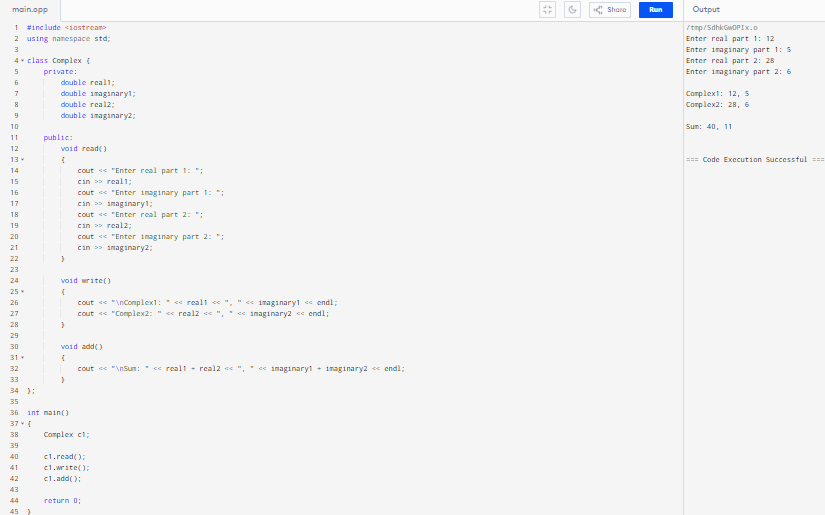 main.cpp
Share
Run
Output
1 #include <iostream>
2 using namespace std;
3
4 class Complex {
5 private:
6 double real1;
7 double imaginary1;
8 double real2;
9 double imaginary2;
10
11 public:
12 void read()
13 {
14 cout << "Enter real part 1: ";
15 cin >> real1;
16 cout << "Enter imaginary part 1: ";
17 cin >> imaginary1;
18 cout << "Enter real part 2: ";
19 cin >> real2;
20 cout << "Enter imaginary part 2: ";
21 cin >> imaginary2;
22 }
23
24 void write()
25 {
26 cout << "\nComplex1: " << real1 << ", " << imaginary1 << endl;
27 cout << "Complex2: " << real2 << ", " << imaginary2 << endl;
28 }
29
30 void add()
31 {
32 cout << "\nSum: " << real1 + real2 << ", " << imaginary1 + imaginary2 << endl;
33 }
34 };
35
36 int main()
37 {
38 Complex c1;
39
40 c1.read();
41 c1.write();
42 c1.add();
43
44 return 0;
45 }
/tmp/SdhkGwOPIx.o
Enter real part 1: 12
Enter imaginary part 1: 5
Enter real part 2: 28
Enter imaginary part 2: 6
Complex1: 12, 5
Complex2: 28, 6
Sum: 40, 11
=== Code Execution Successful ===